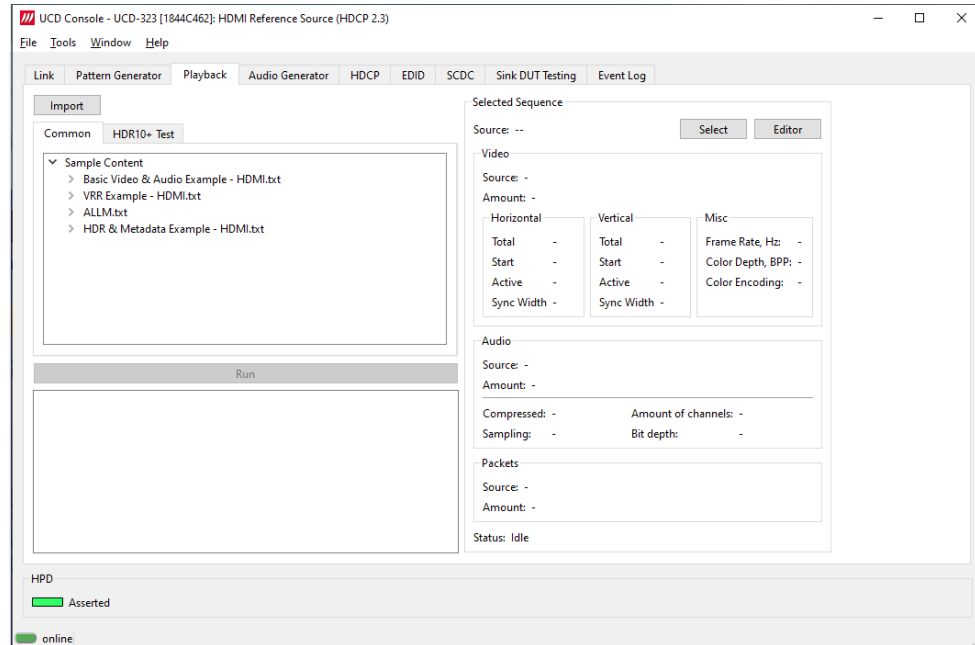 UCD Console - UCD-323 [1844C462]: HDMI Reference Source (HDCP 2.3)
File Tools Window Help
Link Pattern Generator Playback Audio Generator HDCP EDID SCDC Sink DUT Testing Event Log
Import
Common HDR10+ Test
Sample Content
Basic Video & Audio Example - HDMI.txt
VRR Example - HDMI.txt
ALLM.txt
HDR & Metadata Example - HDMI.txt
Run
Selected Sequence
Source: --
Select Editor
Video
Source: -
Amount: -
Horizontal
Total -
Start -
Active -
Sync Width -
Vertical
Total -
Start -
Active -
Sync Width -
Misc
Frame Rate, Hz: -
Color Depth, BPP: -
Color Encoding: -
Audio
Source: -
Amount: -
Compressed: - Amount of channels: -
Sampling: - Bit depth: -
Packets
Source: -
Amount: -
Status: Idle
HPD
Asserted
online